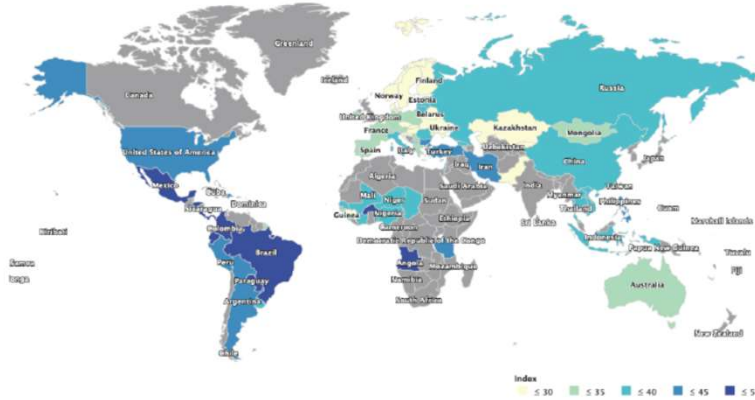 Greenland
Iceland
Finland
Norway
Russia
Canada
Estonia
Belarus
United Kingdom
Ukraine
Kazakhstan
Mongolia
France
United States of America
Spain
Italy
Turkey
Uzbekistan
Iraq
Iran
China
Japan
Algeria
Mexico
Cuba
Dominica
Mali
Niger
Sudan
Saudi Arabia
India
Myanmar
Taiwan
Nicaragua
Guinea
Nigeria
Ethiopia
Thailand
Philippines
Guam
Marshall Islands
Colombia
Cameroon
Sri Lanka
Kiribati
Democratic Republic of the Congo
Indonesia
Papua New Guinea
Brazil
Peru
Angola
Mozambique
Tuvalu
Samoa
Fiji
onga
Paraguay
Namibia
Australia
Argentina
South Africa
New Zealand
Chile
Index
≤ 30 ≤ 35 ≤ 40 ≤ 45 ≤ 5